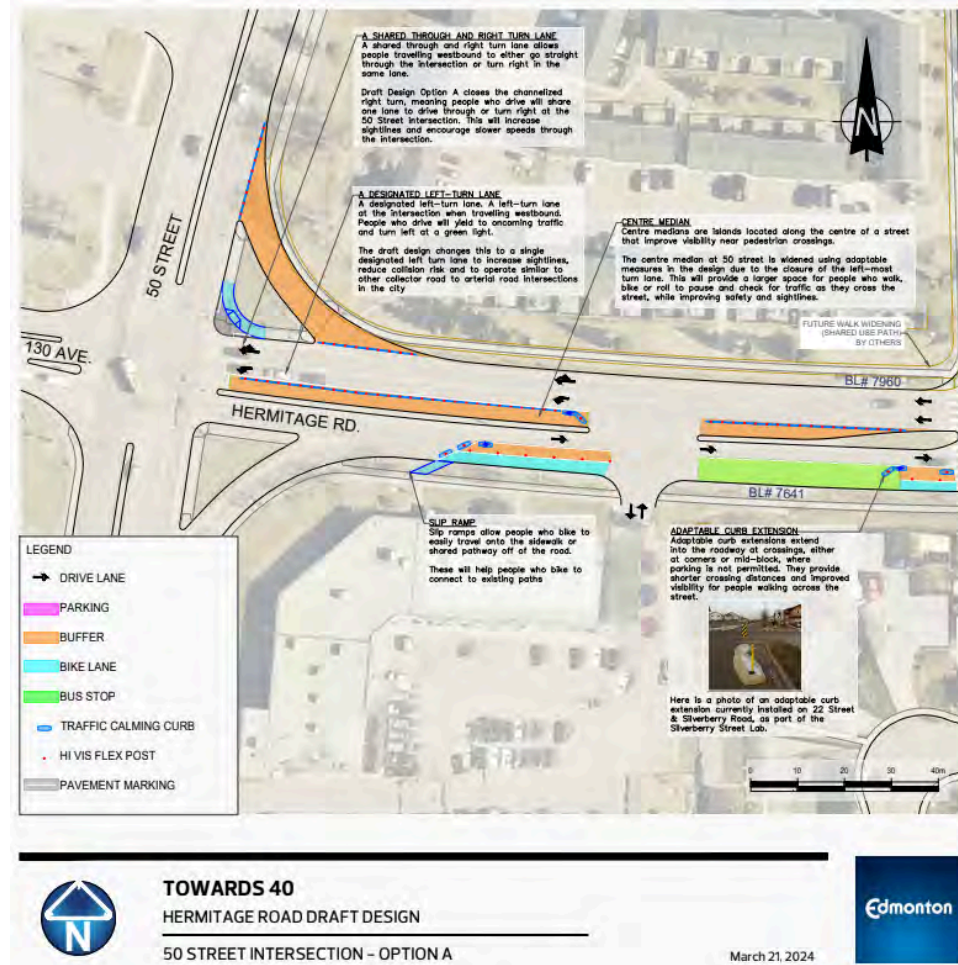 A SHARED THROUGH AND RIGHT TURN LANE
A shared through and right turn lane allows
people travelling westbound to either go straight
through the intersection or turn right in the
same lane.
Draft Design Option A closes the channelized
right turn, meaning people who drive will share
one lane to drive through or turn right at the
50 Street intersection. This will increase
sightlines and encourage slower speeds through
the intersection.
N
A DESIGNATED LEFT-TURN LANE
A designated left-turn lane. A left-turn lane
at the intersection when travelling westbound.
People who drive will yield to oncoming traffic
and turn left at a green light.
The draft design changes this to a single
designated left turn lane to increase sightlines,
reduce collision risk and to operate similar to
other collector road to arterial road intersections
in the city
CENTRE MEDIAN
Centre medians are islands located along the centre of a street
that improve visibility near pedestrian crossings.
The centre median at 50 street is widened using adaptable
measures in the design due to the closure of the left-most
turn lane. This will provide a larger space for people who walk,
bike or roll to pause and check for traffic as they cross the
street, while improving safety and sightlines.
50 STREET
FUTURE WALK WIDENING
(SHARED USE PATH)
BY OTHERS
130 AVE.
BL# 7960
HERMITAGE RD.
BL# 7641
SLIP RAMP
Slip ramps allow people who bike to
easily travel onto the sidewalk or
shared pathway off of the road.
These will help people who bike to
connect to existing paths
ADAPTABLE CURB EXTENSION
Adaptable curb extensions extend
into the roadway at crossings, either
at corners or mid-block, where
parking is not permitted. They provide
shorter crossing distances and improved
visibility for people walking across the
street.
Here is a photo of an adaptable curb
extension currently installed on 22 Street
& Silverberry Road, as part of the
Silverberry Street Lab.
LEGEND
DRIVE LANE
PARKING
BUFFER
BIKE LANE
BUS STOP
TRAFFIC CALMING CURB
HI VIS FLEX POST
PAVEMENT MARKING
0 10 20 30 40m
N
TOWARDS 40
HERMITAGE ROAD DRAFT DESIGN
50 STREET INTERSECTION - OPTION A
March 21, 2024
Edmonton